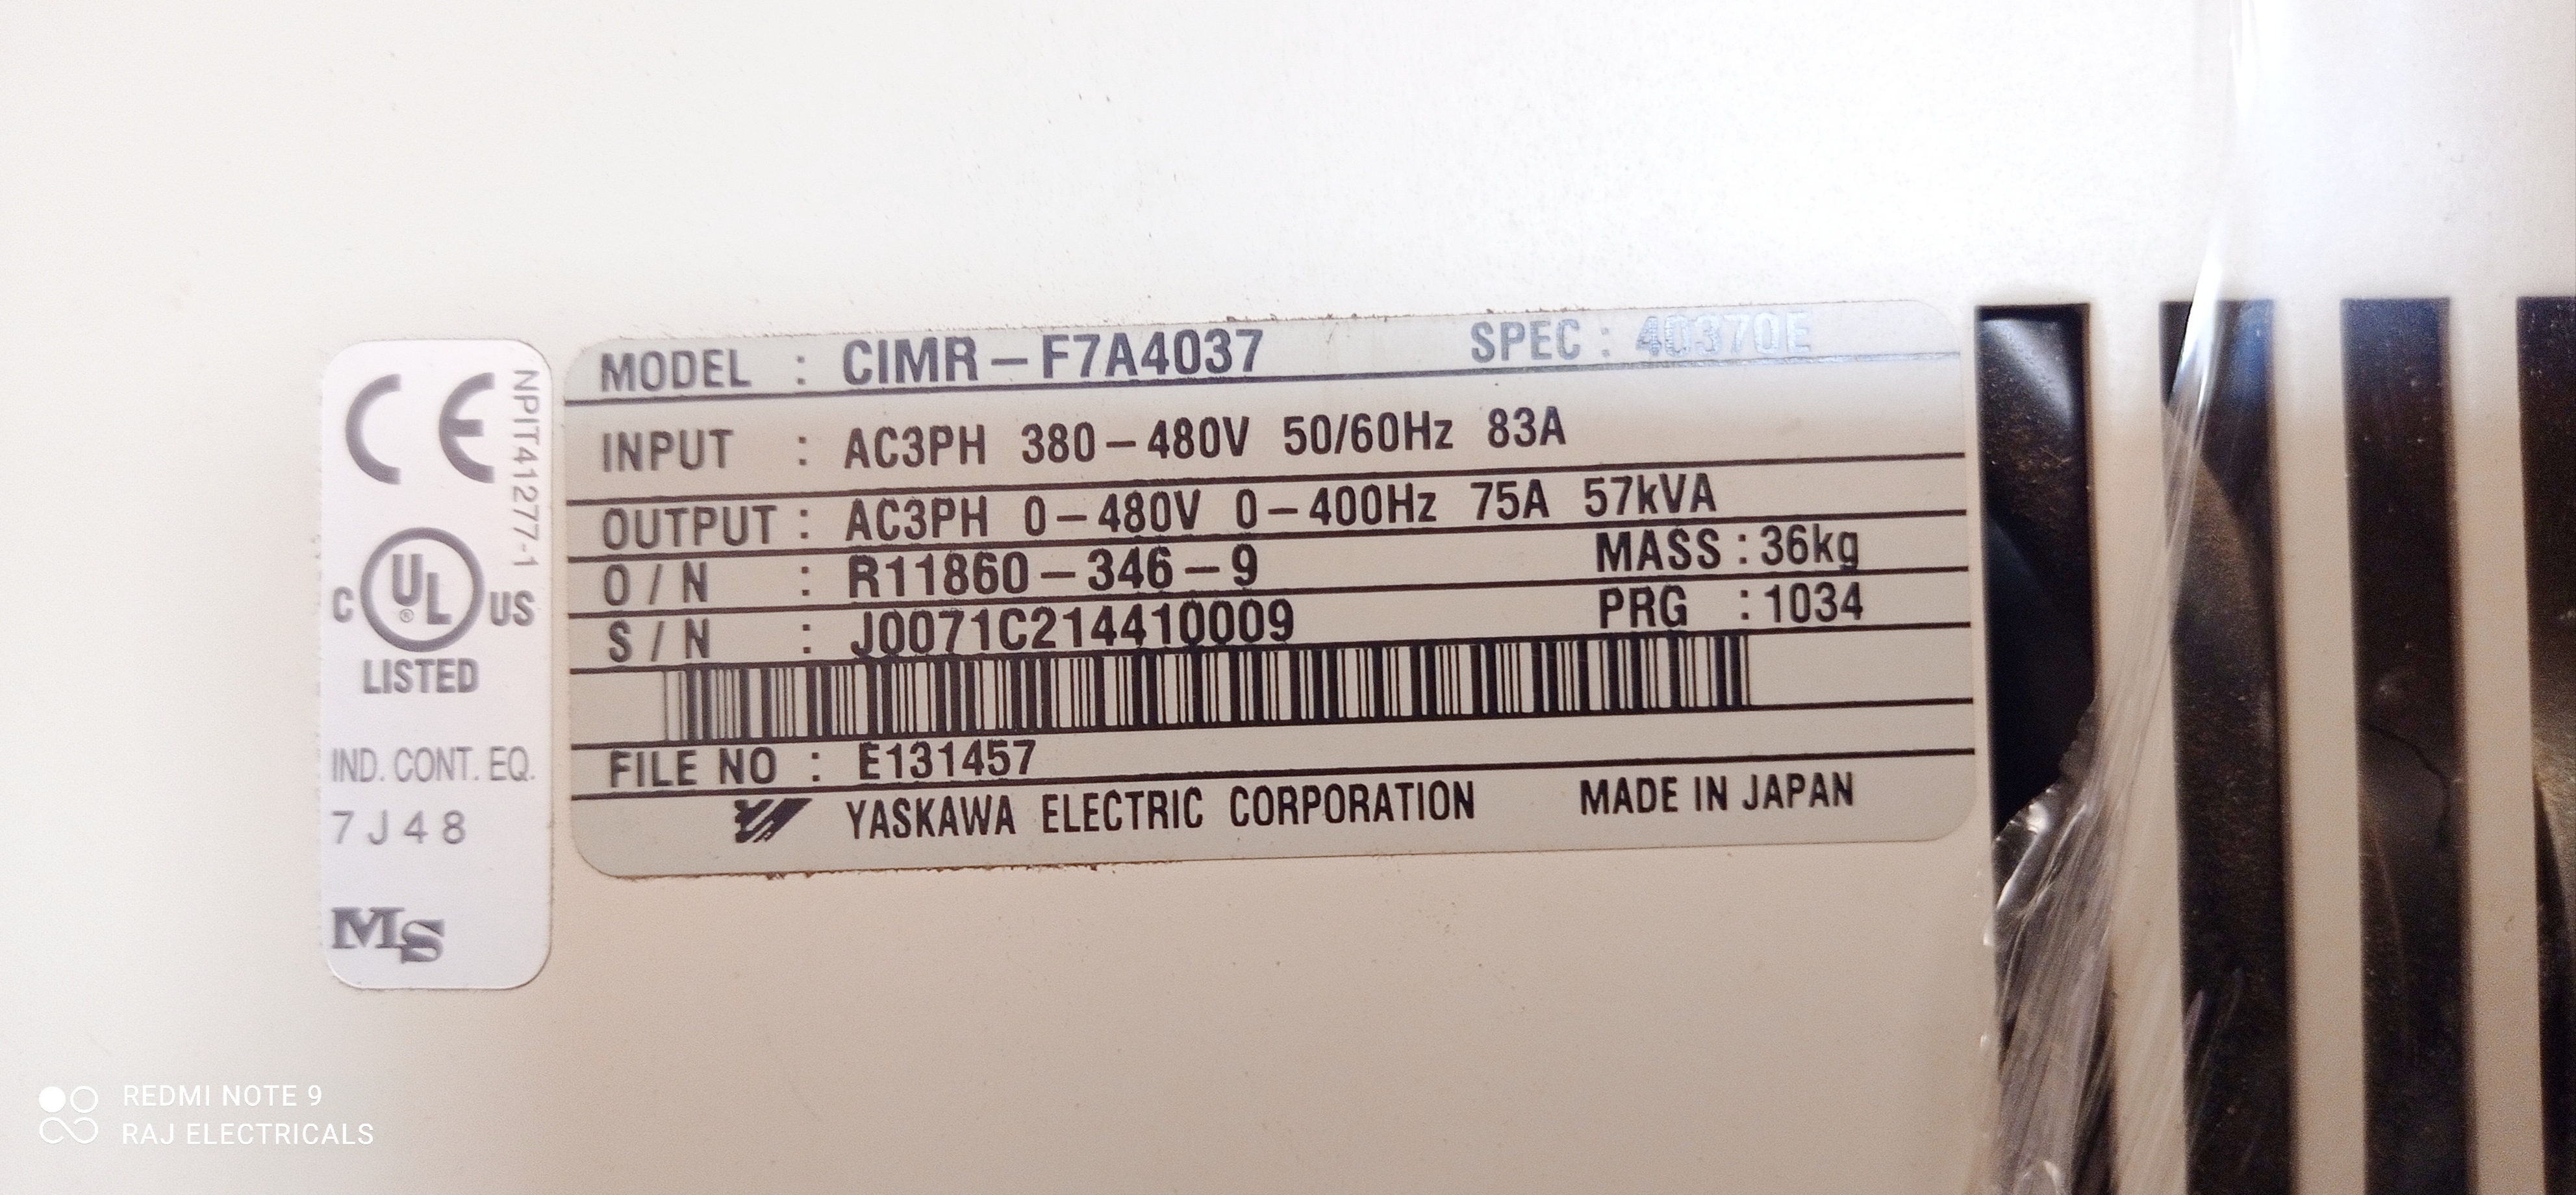 CE
NPIT41277-1
C UL ® US
LISTED
IND. CONT. EQ.
7J48
MS
MODEL : CIMR-F7A4037 SPEC: 40370E
INPUT : AC3PH 380-480V 50/60Hz 83A
OUTPUT : AC3PH 0-480V 0-400Hz 75A 57kVA
O/N : R11860-346-9 MASS : 36kg
S/N : J0071C214410009 PRG : 1034
FILE NO : E131457
YASKAWA ELECTRIC CORPORATION MADE IN JAPAN
REDMI NOTE 9
RAJ ELECTRICALS